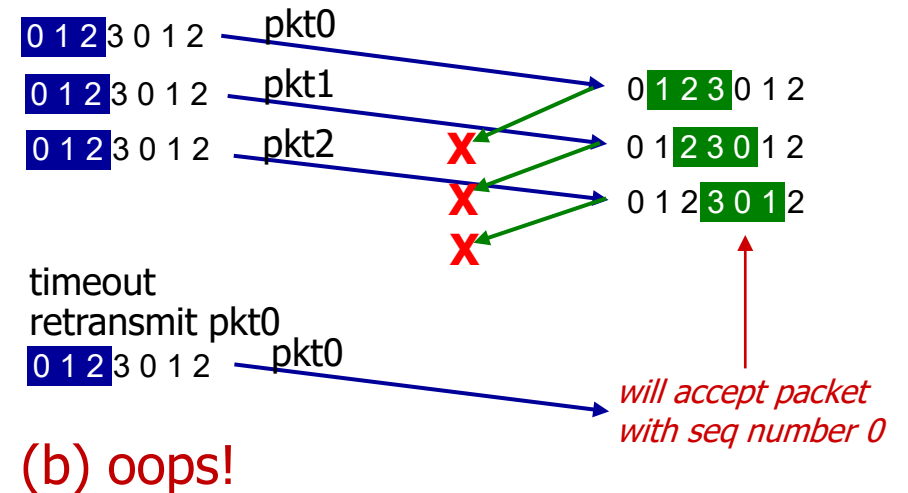 0 1 2 3 0 1 2 pkt0
0 1 2 3 0 1 2 pkt1
0 1 2 3 0 1 2
0 1 2 3 0 1 2 pkt2
X
0 1 2 3 0 1 2
X
0 1 2 3 0 1 2
X
timeout
retransmit pkt0
0 1 2 3 0 1 2 pkt0
will accept packet
with seq number 0
(b) oops!